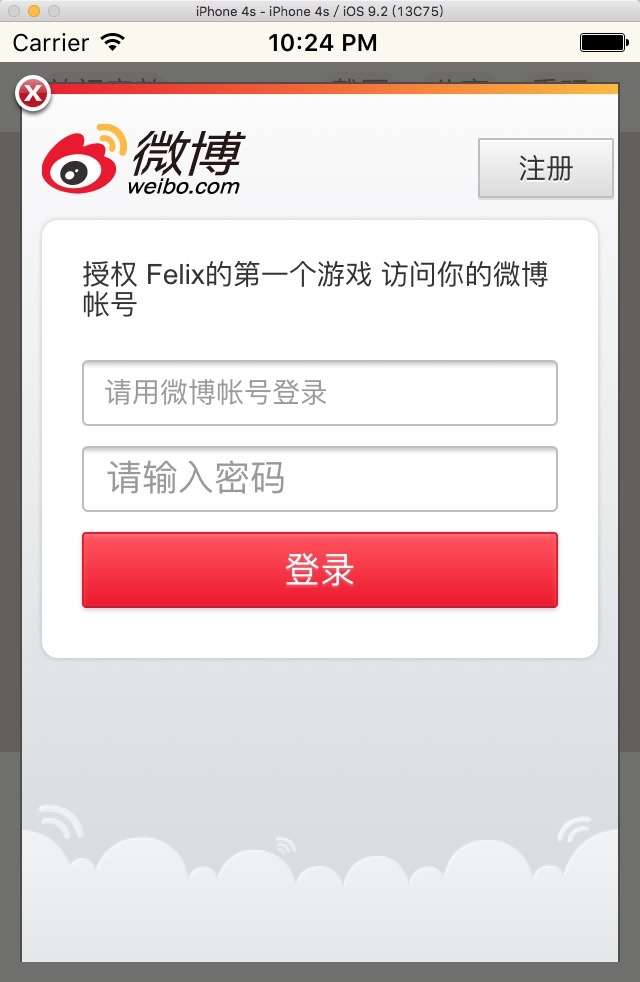 iPhone 4s - iPhone 4s / iOS 9.2 (13C75)
Carrier 10:24 PM
微博
weibo.com
注册
授权 Felix的第一个游戏 访问你的微博
帐号
请用微博帐号登录
请输入密码
登录